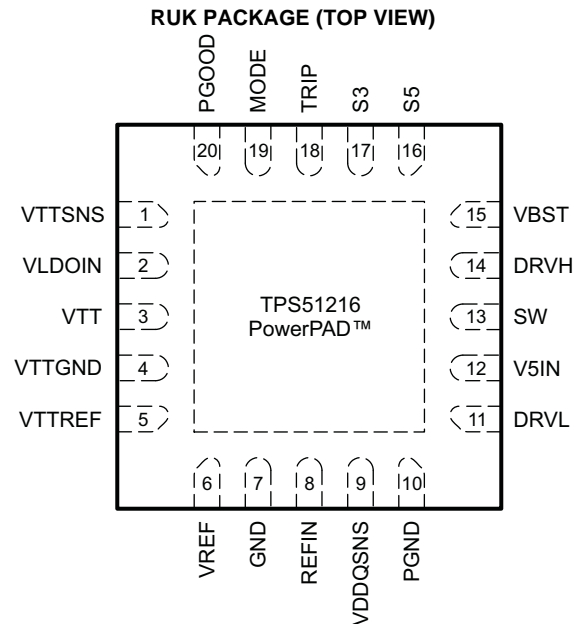 RUK PACKAGE (TOP VIEW)
PGOOD
MODE
TRIP
S3
S5
20
19
18
17
16
VTTSNS 1
15 VBST
VLDOIN 2
14 DRVH
VTT 3
13 SW
VTTGND 4
12 V5IN
VTTREF 5
11 DRVL
TPS51216
PowerPAD™
6
7
8
9
10
VREF
GND
REFIN
VDDQSNS
PGND